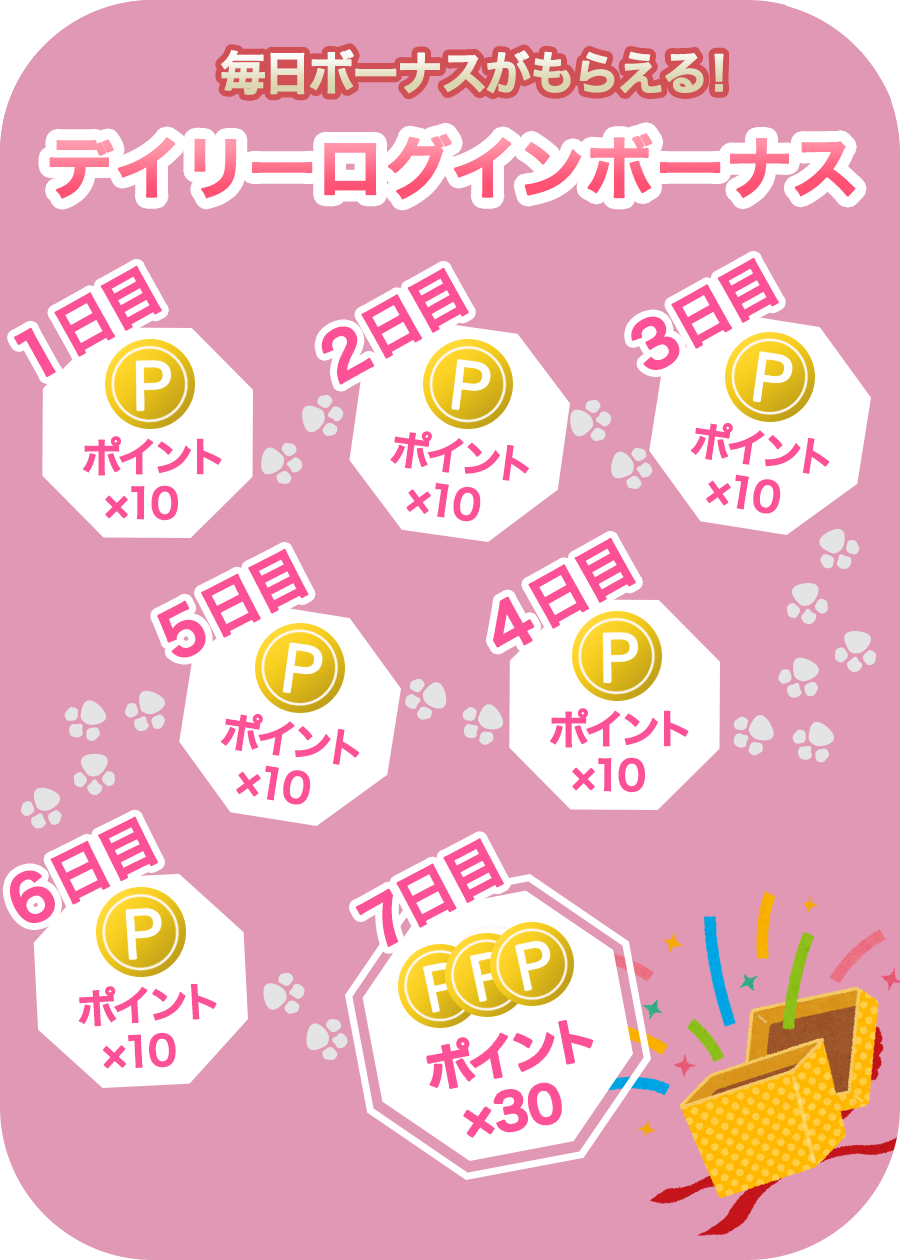 毎日ボーナスがもらえる!
デイリーログインボーナス
1日目
P
ポイント
×10
2日目
P
ポイント
×10
3日目
P
ポイント
×10
4日目
P
ポイント
×10
5日目
P
ポイント
×10
6日目
P
ポイント
×10
7日目
P P P
ポイント
×30